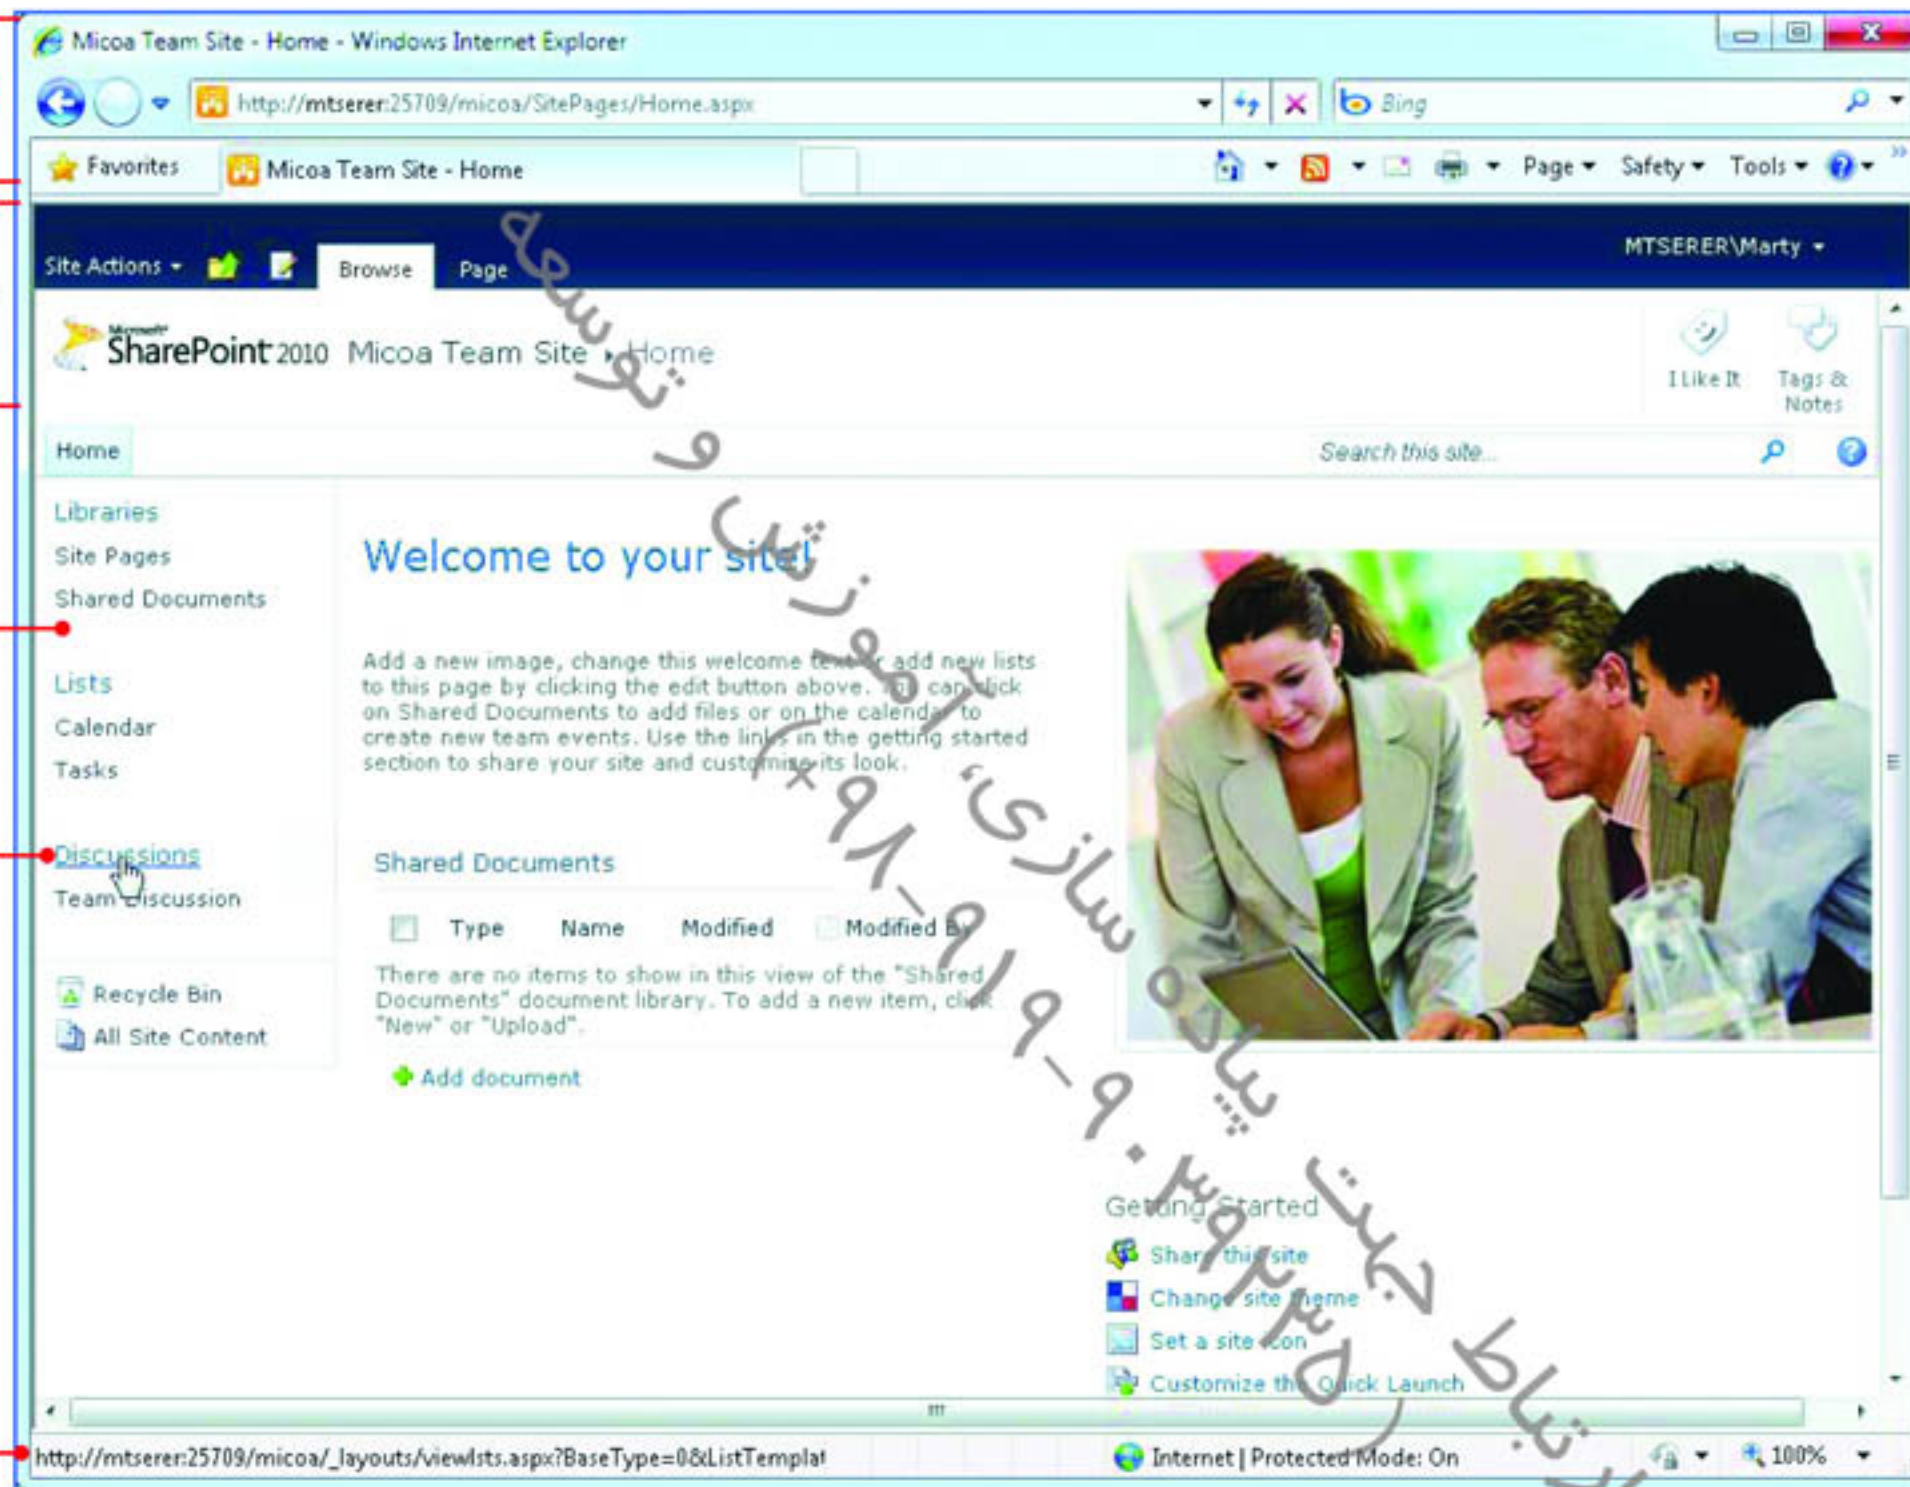 Micoa Team Site - Home - Windows Internet Explorer
http://mtserer:25709/micoa/SitePages/Home.aspx
Bing
Favorites
Micoa Team Site - Home
Page
Safety
Tools
MTSERER\Marty
Site Actions
Browse
Page
Microsoft
SharePoint 2010 Micoa Team Site ▸ Home
I Like It
Tags &
Notes
Home
Search this site...
Libraries
Site Pages
Shared Documents
Lists
Calendar
Tasks
Discussions
Team Discussion
Recycle Bin
All Site Content
Welcome to your site!
Add a new image, change this welcome text or add new lists
to this page by clicking the edit button above. You can click
on Shared Documents to add files or on the calendar to
create new team events. Use the links in the getting started
section to share your site and customize its look.
Shared Documents
Type Name Modified Modified By
There are no items to show in this view of the "Shared
Documents" document library. To add a new item, click
"New" or "Upload".
Add document
Getting Started
Share this site
Change site theme
Set a site icon
Customize the Quick Launch
http://mtserer:25709/micoa/_layouts/viewlsts.aspx?BaseType=0&ListTemplat
Internet | Protected Mode: On
100%
جهت پیاده سازی، آموزش و توسعه
(+۹۸-۹۱۹-۹۰۳۹۲۳۵)